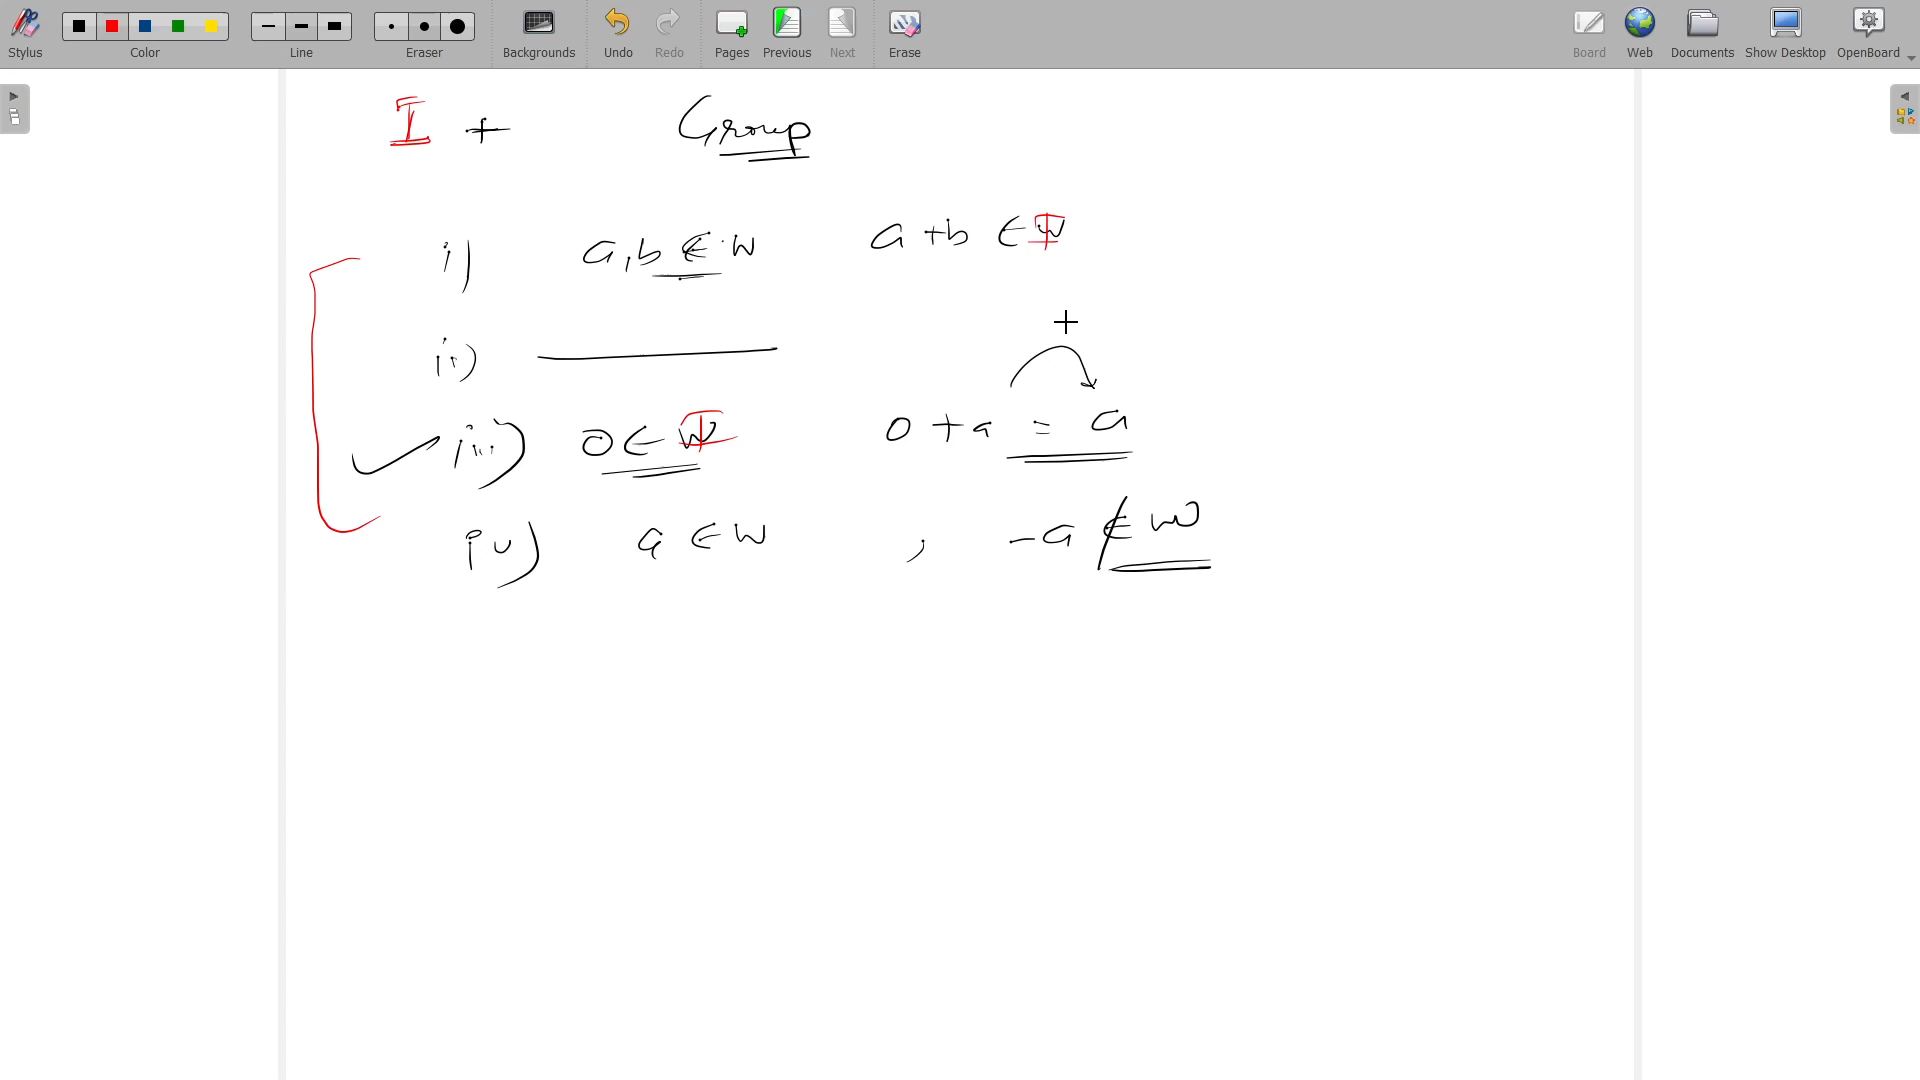 Stylus Color Line Eraser Backgrounds Undo Redo Pages Previous Next Erase Board Web Documents Show Desktop OpenBoard
I + Group
i) a,b ∈ W a+b ∈ I
ii)
iii) 0 ∈ I 0 + a = a
iv) a ∈ W , -a ∉ W